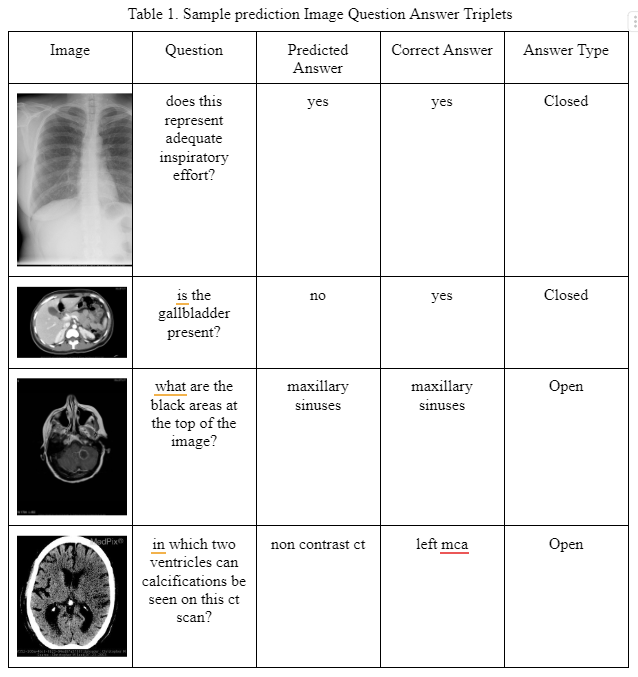 Table 1. Sample prediction Image Question Answer Triplets
Image
Question
Predicted
Answer
Correct Answer
Answer Type
does this
represent
adequate
inspiratory
effort?
yes
yes
Closed
is the
gallbladder
present?
no
yes
Closed
what are the
black areas at
the top of the
image?
maxillary
sinuses
maxillary
sinuses
Open
MedPix®
in which two
ventricles can
calcifications be
seen on this ct
scan?
non contrast ct
left mca
Open